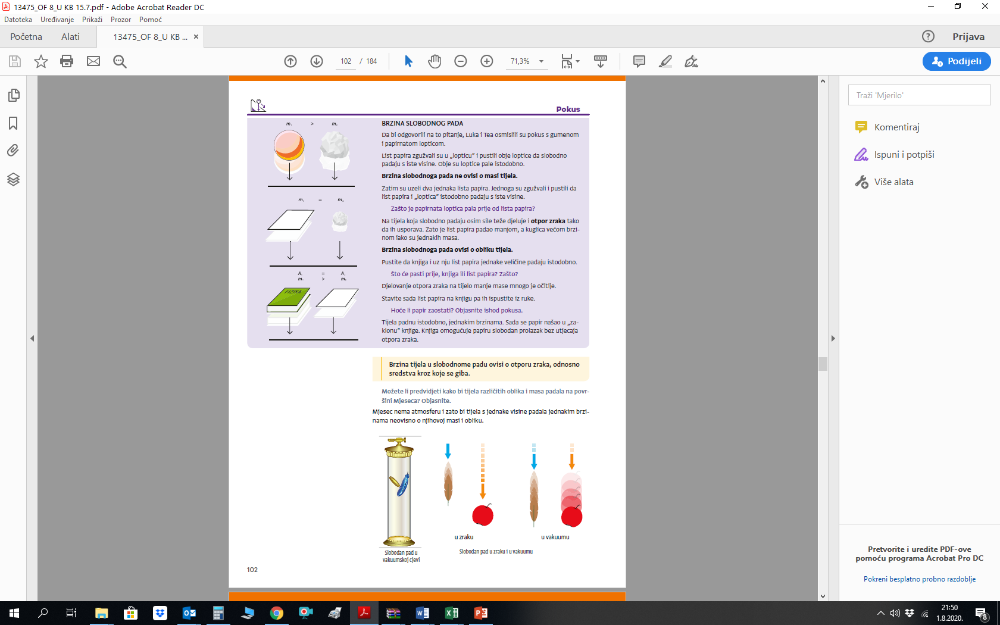 13475_OF 8_U KB 15.7.pdf - Adobe Acrobat Reader DC
Datoteka Uređivanje Prikaži Prozor Pomoć
Početna Alati 13475_OF 8_U KB ... × Prijava
102 / 184 71,3% Podijeli
Traži 'Mjerilo'
Komentiraj
Ispuni i potpiši
Više alata
Pretvorite i uredite PDF-ove
pomoću programa Acrobat Pro DC
Pokreni besplatno probno razdoblje
Pokus
m₁ > m₂
m₁ = m₂
A₁ = A₂
m₁ > m₂
FIZIKA
BRZINA SLOBODNOG PADA
Da bi odgovorili na to pitanje, Luka i Tea osmislili su pokus s gumenom
i papirnatom lopticom.
List papira zgužvali su u „lopticu” i pustili obje loptice da slobodno
padaju s iste visine. Obje su loptice pale istodobno.
Brzina slobodnoga pada ne ovisi o masi tijela.
Zatim su uzeli dva jednaka lista papira. Jednoga su zgužvali i pustili da
list papira i „loptica” istodobno padaju s iste visine.
Zašto je papirnata loptica pala prije od lista papira?
Na tijela koja slobodno padaju osim sile teže djeluje i otpor zraka tako
da ih usporava. Zato je list papira padao manjom, a kuglica većom brzi-
nom iako su jednakih masa.
Brzina slobodnoga pada ovisi o obliku tijela.
Pustite da knjiga i uz nju list papira jednake veličine padaju istodobno.
Što će pasti prije, knjiga ili list papira? Zašto?
Djelovanje otpora zraka na tijelo manje mase mnogo je očitije.
Stavite sada list papira na knjigu pa ih ispustite iz ruke.
Hoće li papir zaostati? Objasnite ishod pokusa.
Tijela padnu istodobno, jednakim brzinama. Sada se papir našao u „za-
klonu” knjige. Knjiga omogućuje papiru slobodan prolazak bez utjecaja
otpora zraka.
Brzina tijela u slobodnome padu ovisi o otporu zraka, odnosno
sredstva kroz koje se giba.
Možete li predvidjeti kako bi tijela različitih oblika i masa padala na povr-
šini Mjeseca? Objasnite.
Mjesec nema atmosferu i zato bi tijela s jednake visine padala jednakim brzi-
nama neovisno o njihovoj masi i obliku.
u zraku u vakuumu
Slobodan pad u
vakuumskoj cjevi
Slobodan pad u zraku i u vakuumu
102
21:50
1.8.2020.
8